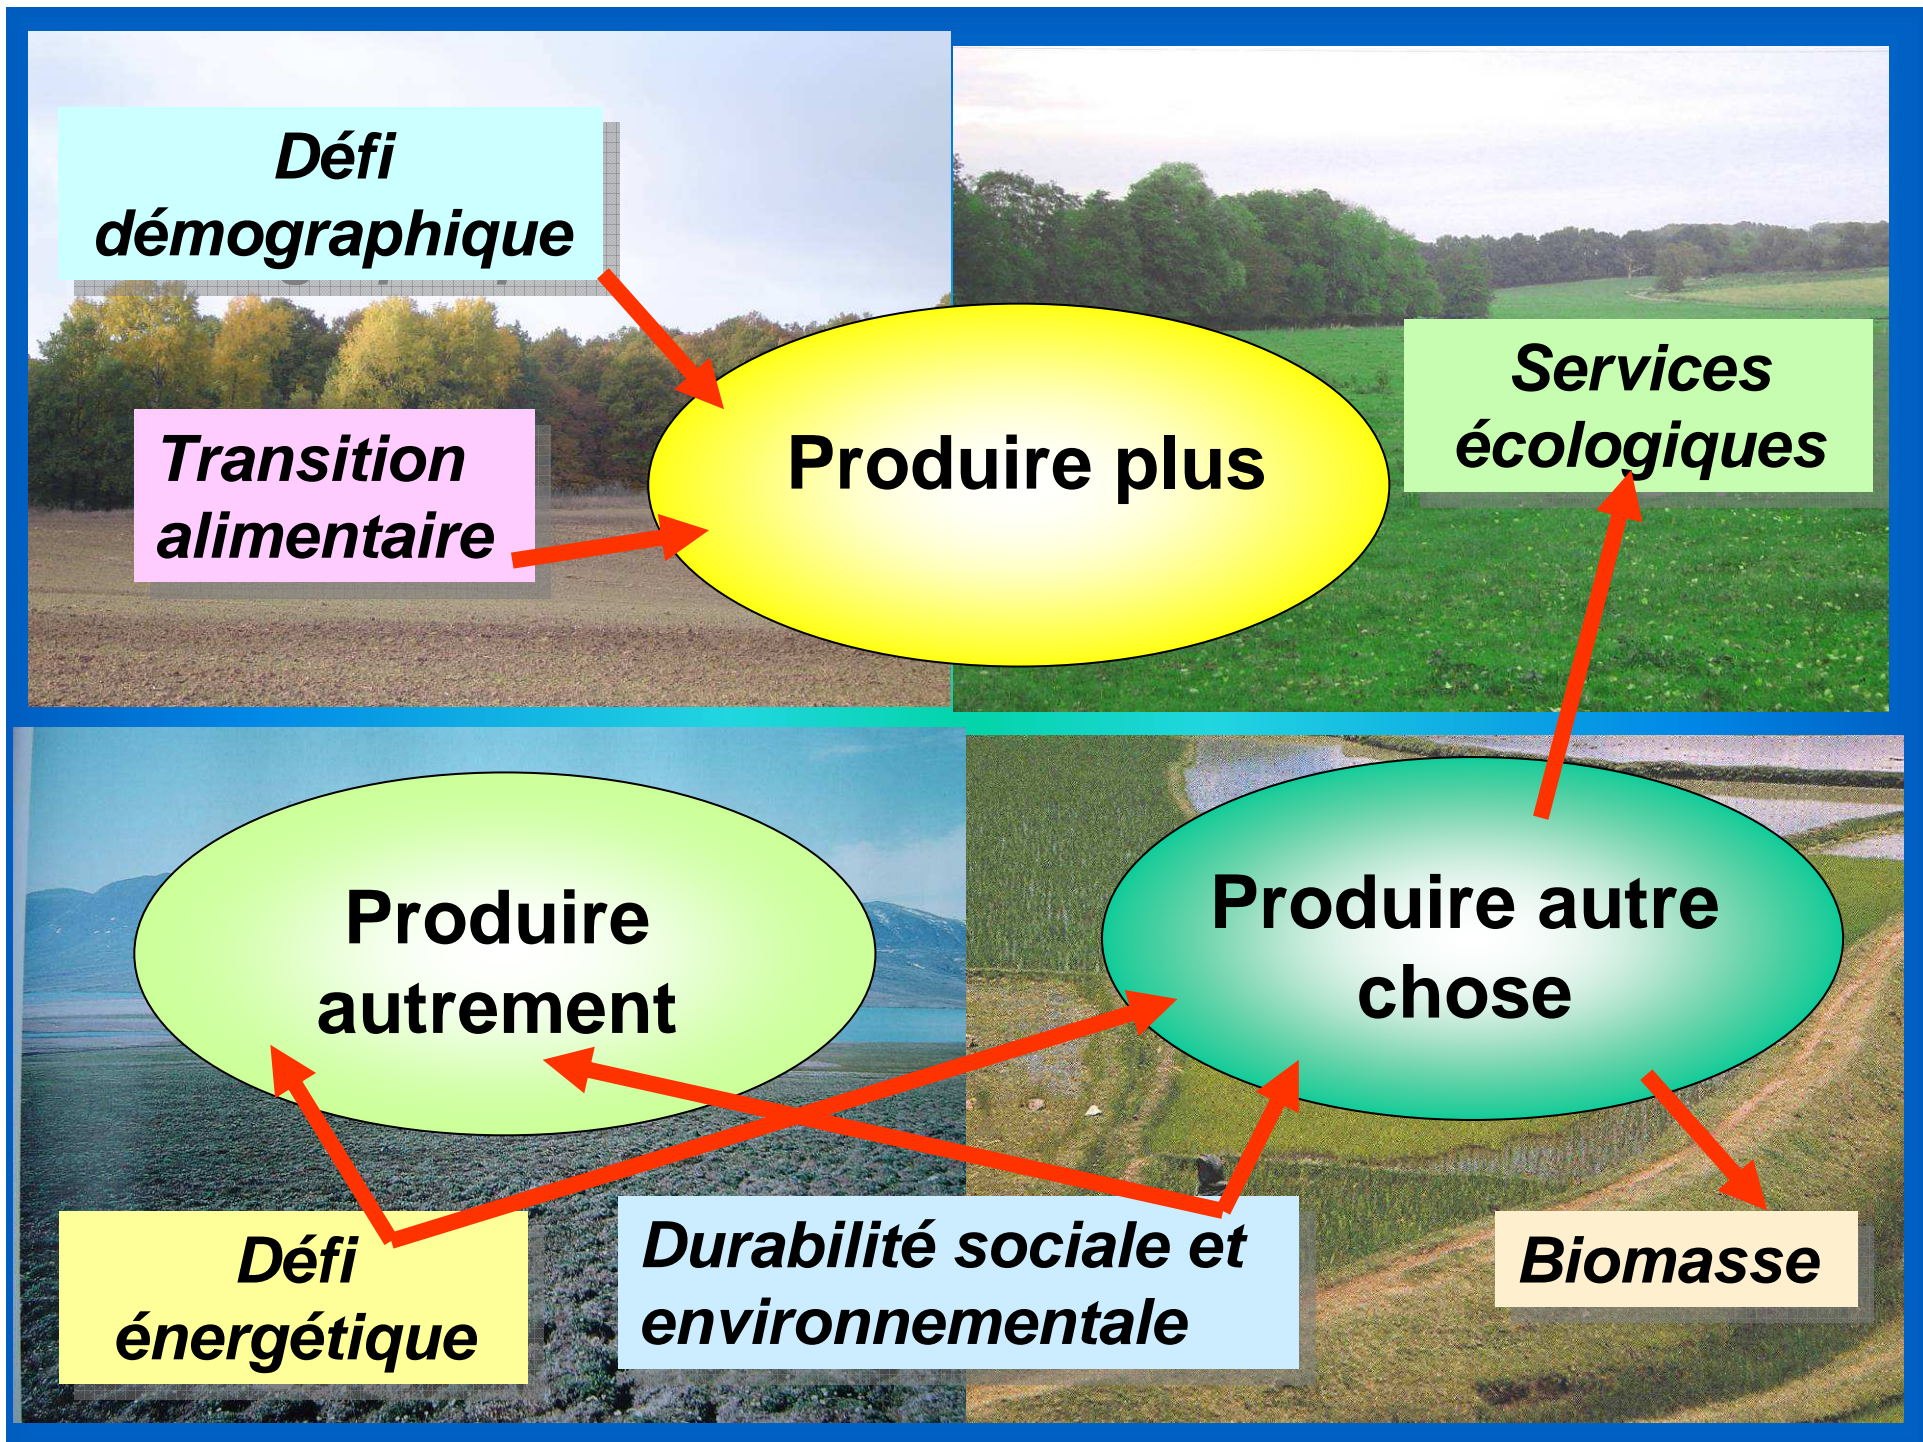 Défi
démographique
Transition
alimentaire
Produire plus
Services
écologiques
Produire
autrement
Produire autre
chose
Défi
énergétique
Durabilité sociale et
environnementale
Biomasse